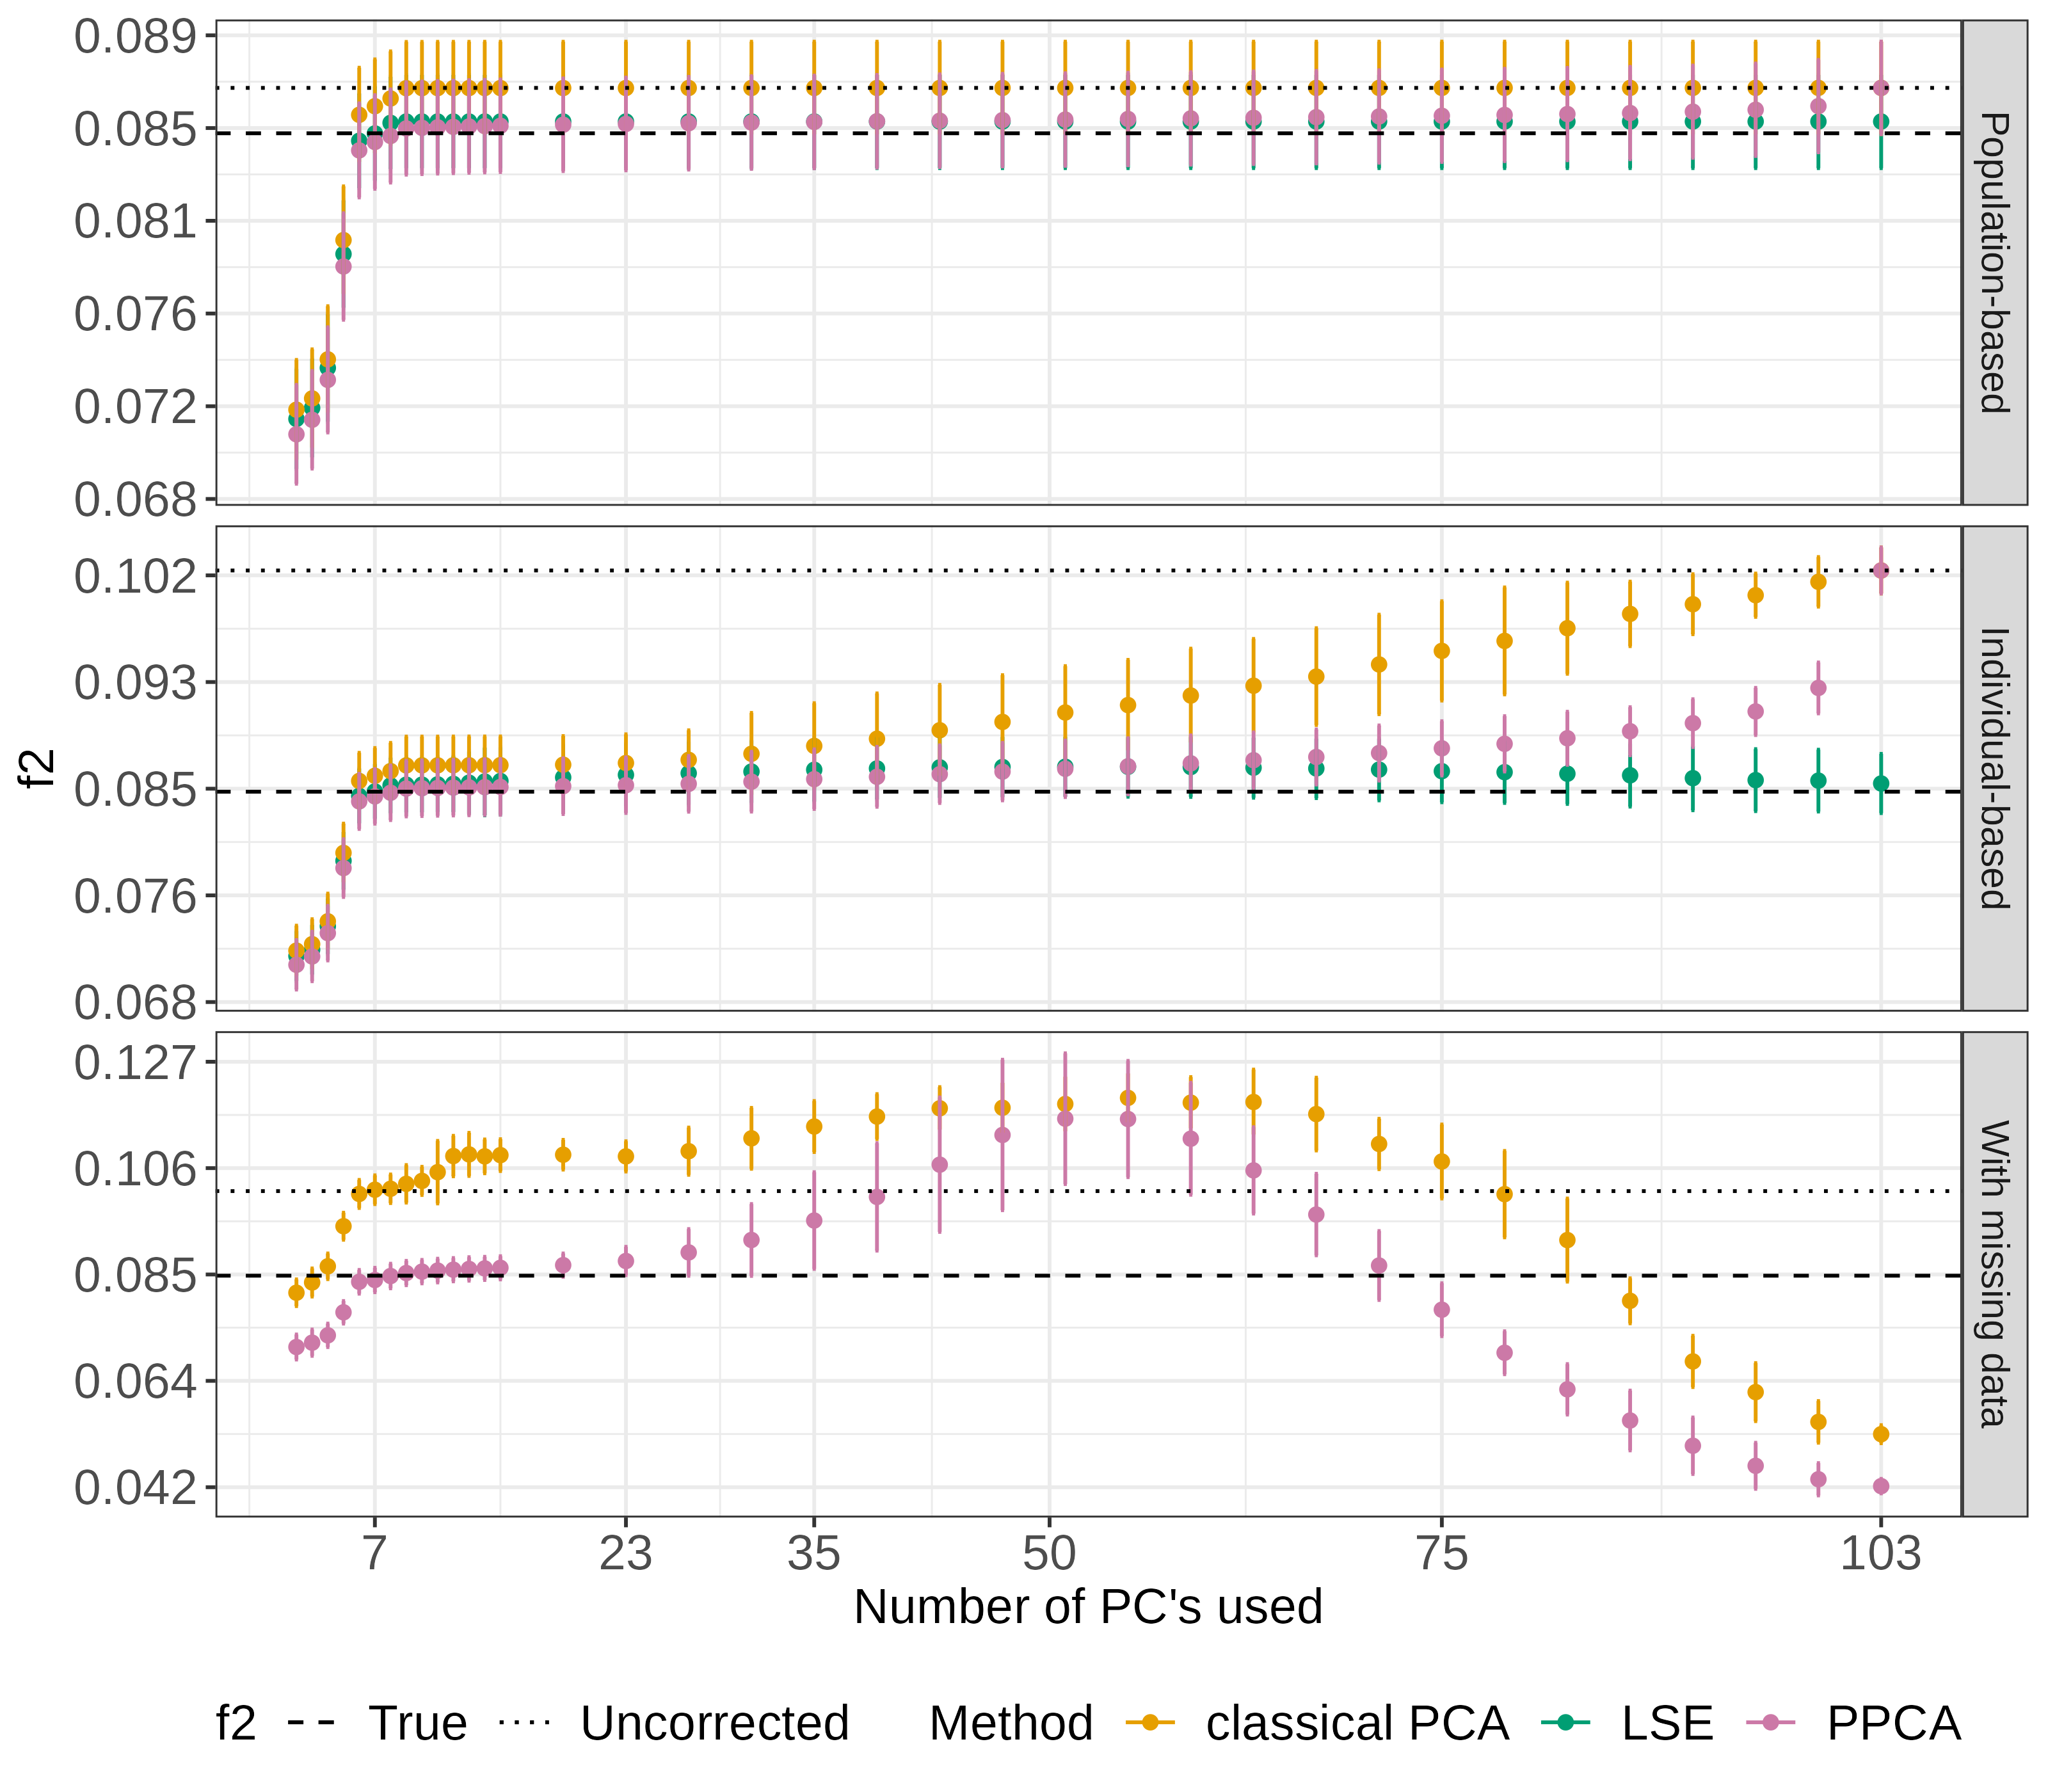 0.089
0.085
0.081
0.076
0.072
0.068
Population-based
0.102
0.093
0.085
0.076
0.068
Individual-based
f2
0.127
0.106
0.085
0.064
0.042
With missing data
7 23 35 50 75 103
Number of PC's used
f2 True Uncorrected Method classical PCA LSE PPCA